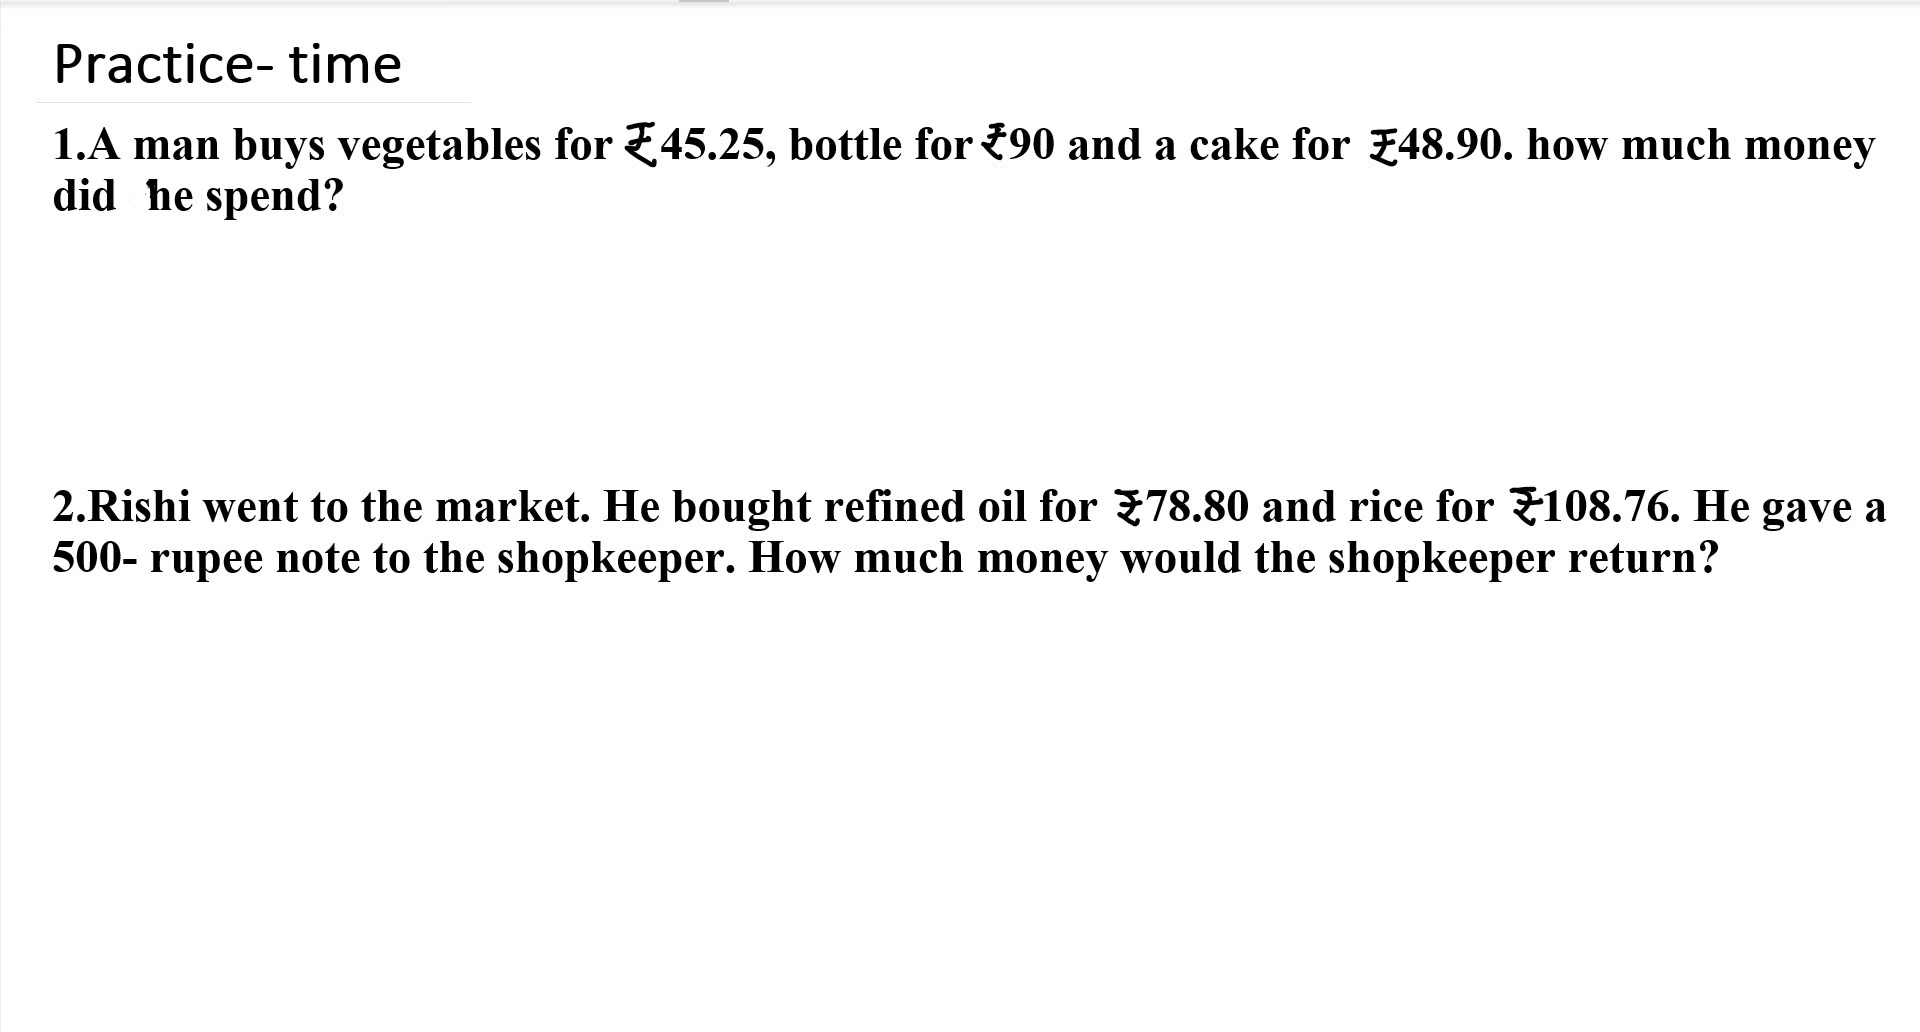 Practice- time
1.A man buys vegetables for ₹45.25, bottle for ₹90 and a cake for ₹48.90. how much money
did he spend?
2.Rishi went to the market. He bought refined oil for ₹78.80 and rice for ₹108.76. He gave a
500- rupee note to the shopkeeper. How much money would the shopkeeper return?